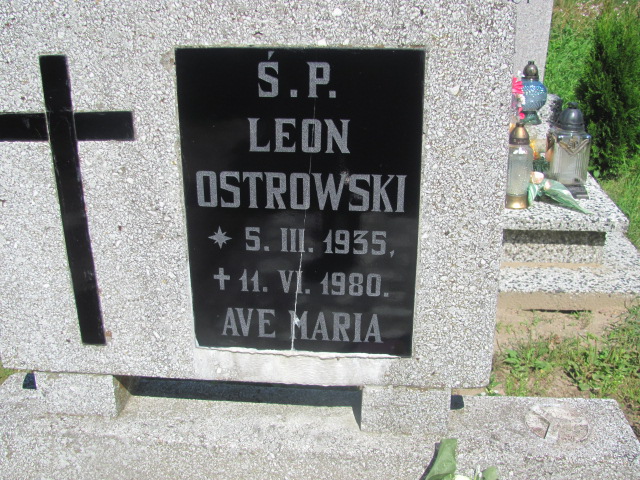 Ś.P.
LEON
OSTROWSKI
* 5. III. 1935,
+ 11. VI. 1980.
AVE MARIA